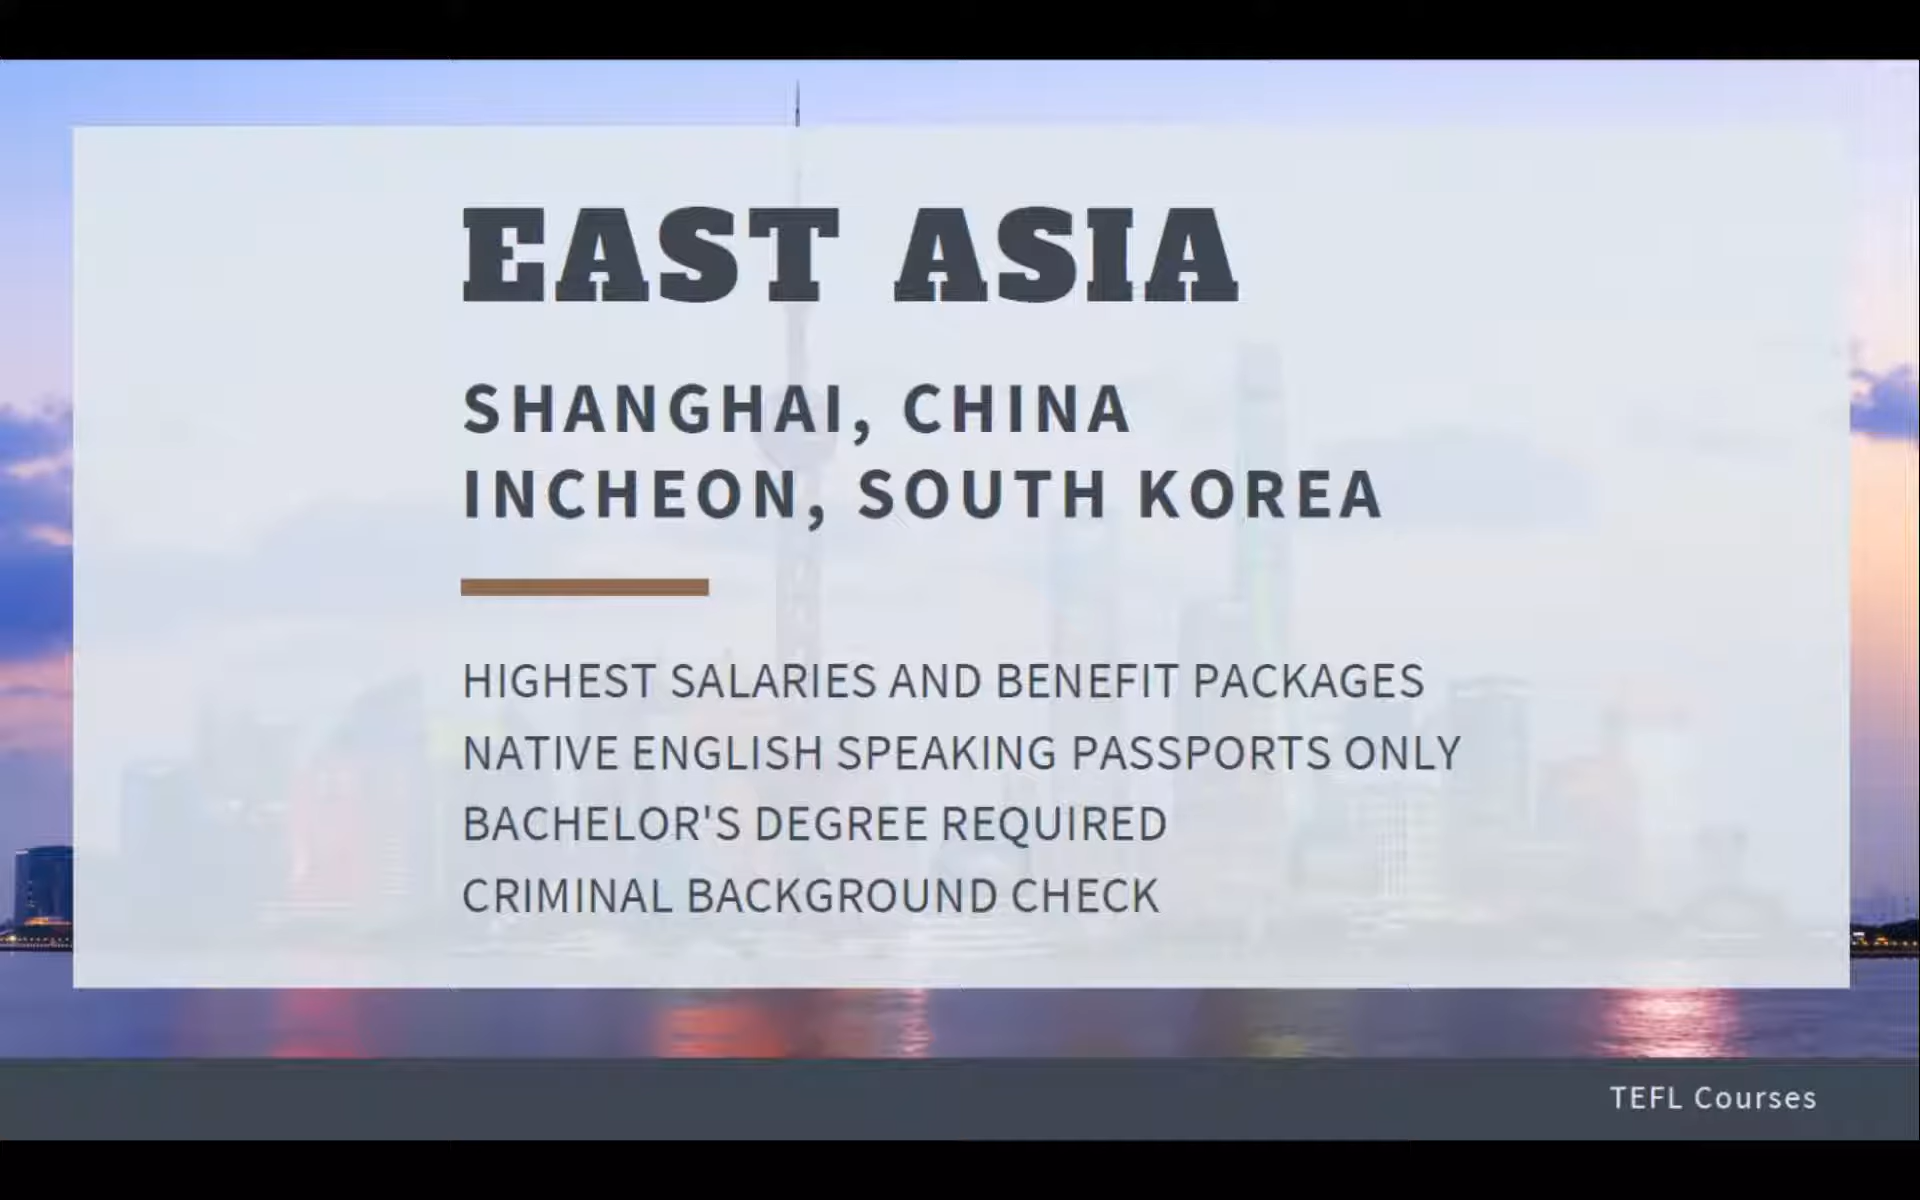 EAST ASIA
SHANGHAI, CHINA
INCHEON, SOUTH KOREA
HIGHEST SALARIES AND BENEFIT PACKAGES
NATIVE ENGLISH SPEAKING PASSPORTS ONLY
BACHELOR'S DEGREE REQUIRED
CRIMINAL BACKGROUND CHECK
TEFL Courses